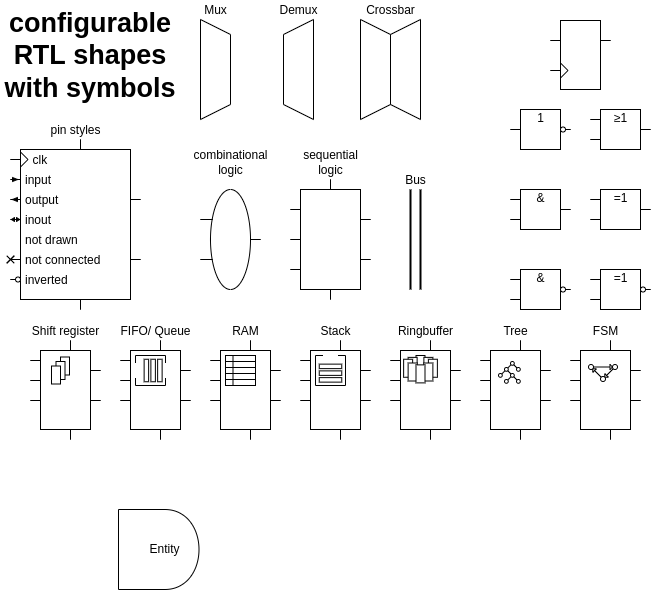 configurable
RTL shapes
with symbols
Mux
Demux
Crossbar
pin styles
clk
input
output
inout
not drawn
not connected
inverted
combinational
logic
sequential
logic
Bus
1
≥1
&
=1
&
=1
Shift register
FIFO/ Queue
RAM
Stack
Ringbuffer
Tree
FSM
Entity